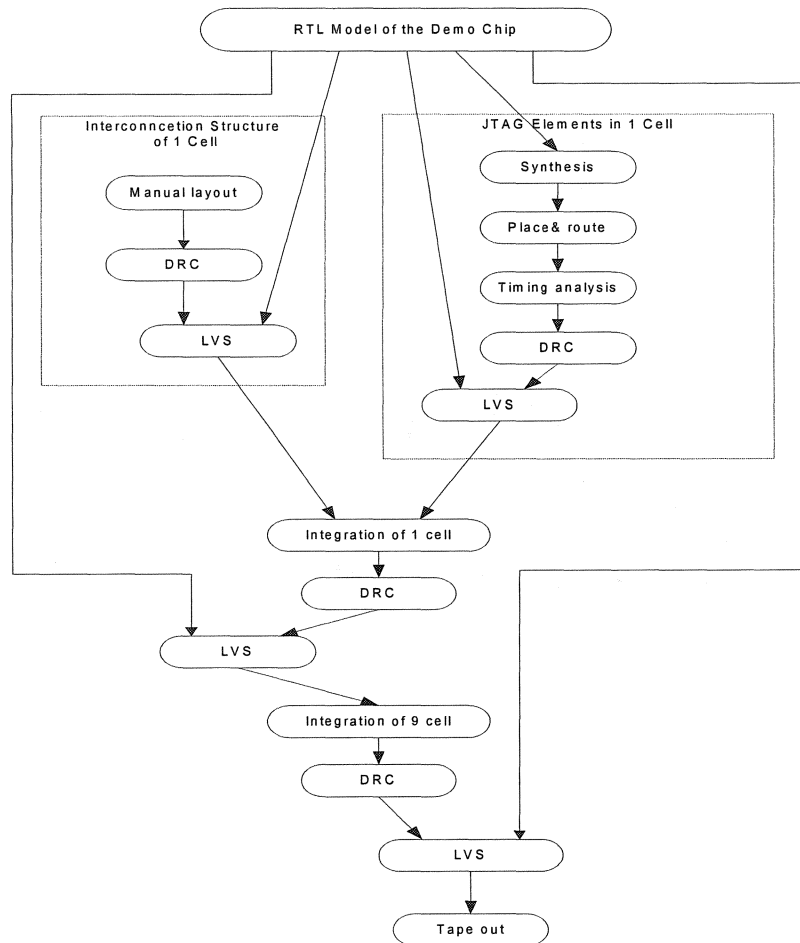 RTL Model of the Demo Chip
Interconncetion Structure
of 1 Cell
Manual layout
DRC
LVS
JTAG Elements in 1 Cell
Synthesis
Place& route
Timing analysis
DRC
LVS
Integration of 1 cell
DRC
LVS
Integration of 9 cell
DRC
LVS
Tape out